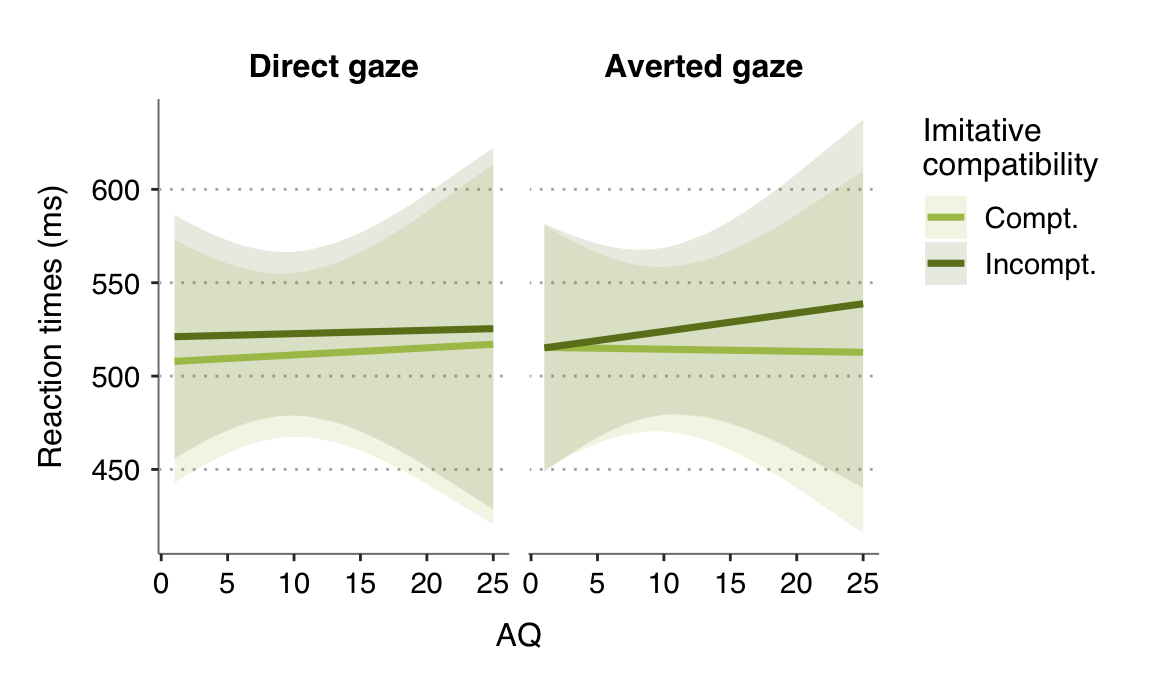 Direct gaze
Averted gaze
Reaction times (ms)
600
550
500
450
0 5 10 15 20 25
0 5 10 15 20 25
AQ
Imitative
compatibility
Compt.
Incompt.